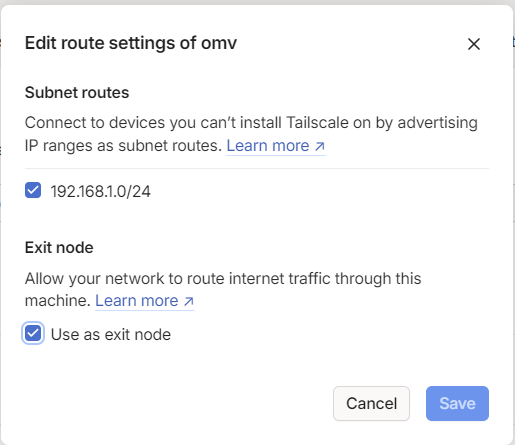 Edit route settings of omv
Subnet routes
Connect to devices you can’t install Tailscale on by advertising
IP ranges as subnet routes. Learn more ↗
192.168.1.0/24
Exit node
Allow your network to route internet traffic through this
machine. Learn more ↗
Use as exit node
Cancel
Save